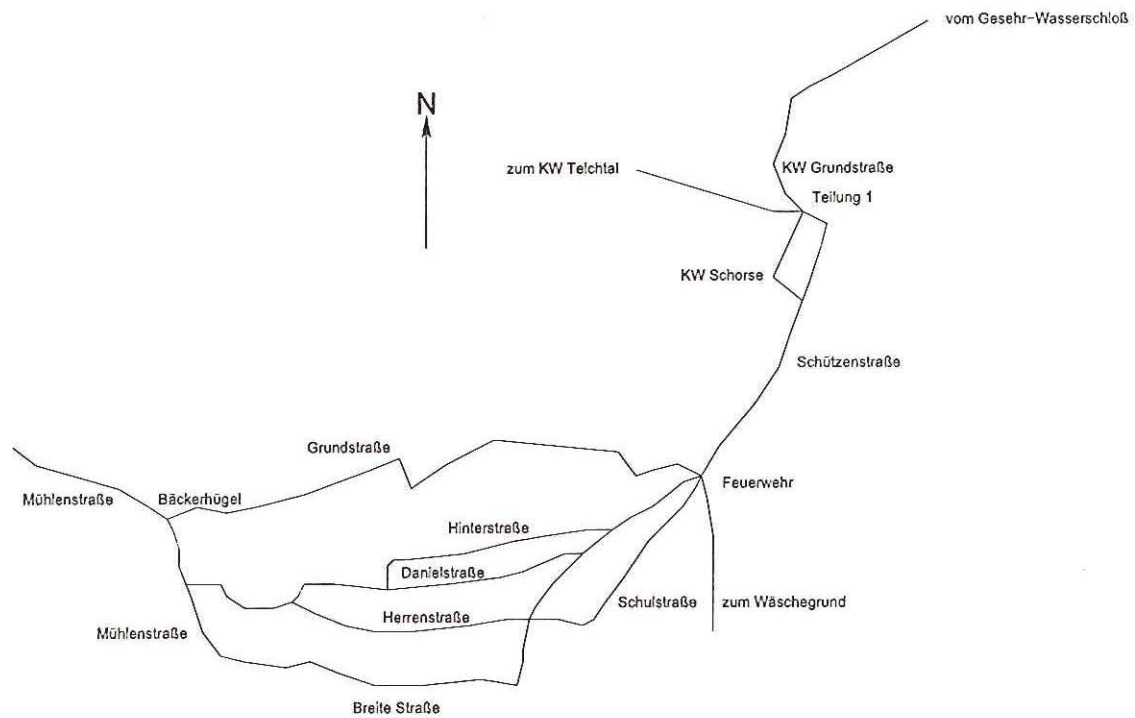 vom Gesehr-Wasserschloß
N
KW Grundstraße
zum KW Teichtal
Teilung 1
KW Schorse
Schützenstraße
Grundstraße
Feuerwehr
Mühlenstraße
Bäckerhügel
Hinterstraße
Danielstraße
Schulstraße
zum Wäschegrund
Herrenstraße
Mühlenstraße
Breite Straße